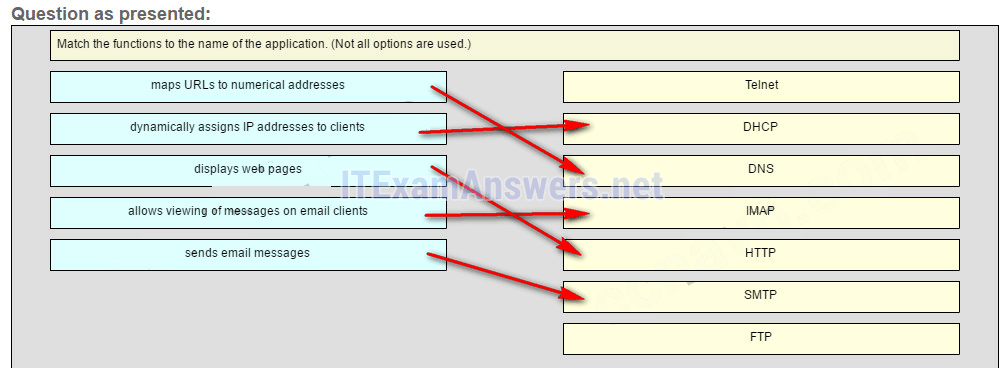 Question as presented:
Match the functions to the name of the application. (Not all options are used.)
maps URLs to numerical addresses
Telnet
dynamically assigns IP addresses to clients
DHCP
displays web pages
DNS
ITExamAnswers.net
allows viewing of messages on email clients
IMAP
sends email messages
HTTP
SMTP
FTP